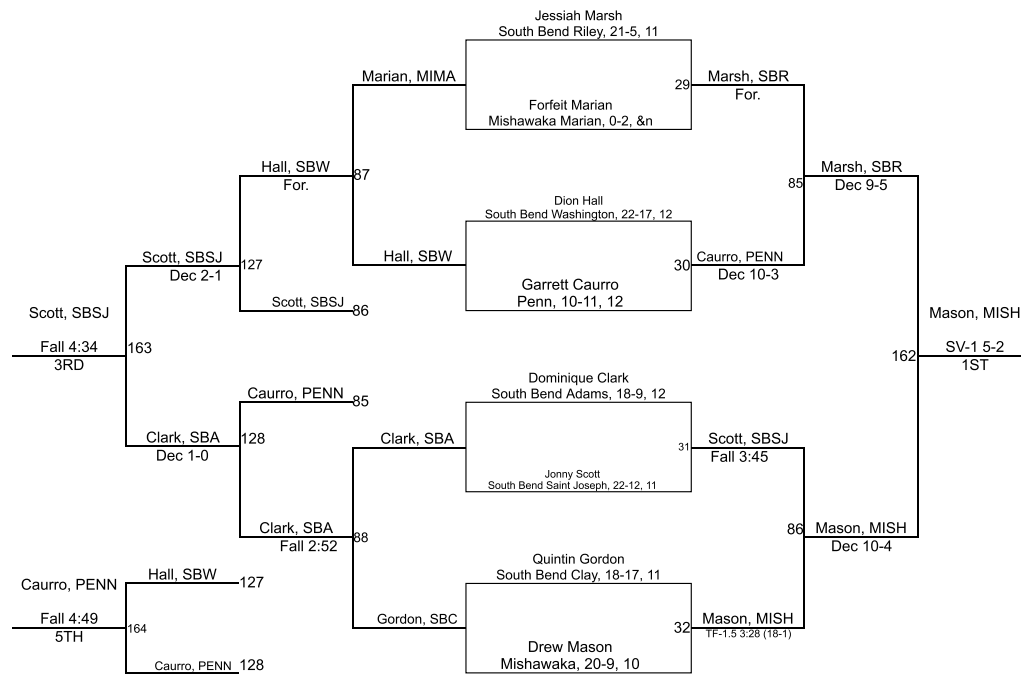 Jessiah Marsh
South Bend Riley, 21-5, 11
Marian, MIMA
29
Marsh, SBR
For.
Forfeit Marian
Mishawaka Marian, 0-2, &n
Hall, SBW
For.
87
85
Marsh, SBR
Dec 9-5
Dion Hall
South Bend Washington, 22-17, 12
Scott, SBSJ
Dec 2-1
127
Hall, SBW
30
Caurro, PENN
Dec 10-3
Garrett Caurro
Penn, 10-11, 12
Scott, SBSJ
86
Scott, SBSJ
Fall 4:34
3RD
163
162
Mason, MISH
SV-1 5-2
1ST
Dominique Clark
South Bend Adams, 18-9, 12
Caurro, PENN
85
Clark, SBA
Dec 1-0
128
Clark, SBA
31
Scott, SBSJ
Fall 3:45
Jonny Scott
South Bend Saint Joseph, 22-12, 11
Clark, SBA
Fall 2:52
88
86
Mason, MISH
Dec 10-4
Quintin Gordon
South Bend Clay, 18-17, 11
Hall, SBW
127
Caurro, PENN
Fall 4:49
5TH
164
Gordon, SBC
32
Mason, MISH
TF-1.5 3:28 (18-1)
Drew Mason
Mishawaka, 20-9, 10
Caurro, PENN
128